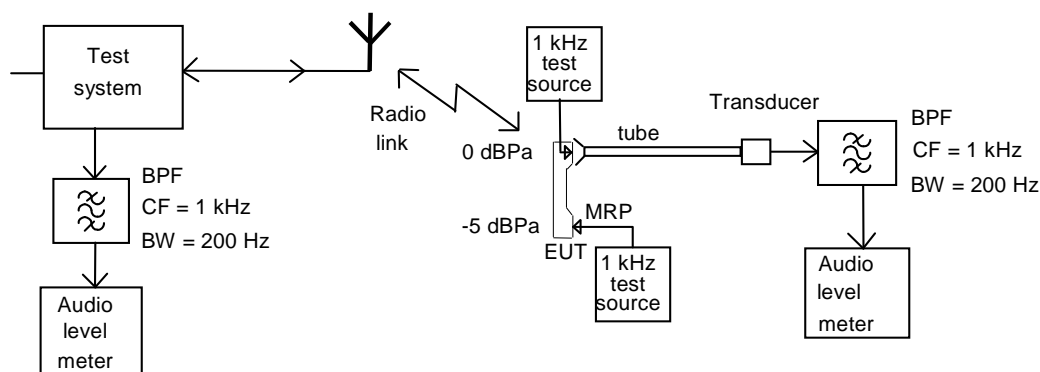 Test
system
BPF
CF = 1 kHz
BW = 200 Hz
Audio
level
meter
Radio
link
1 kHz
test
source
0 dBPa
tube
Transducer
BPF
CF = 1 kHz
BW = 200 Hz
-5 dBPa
MRP
EUT
1 kHz
test
source
Audio
level
meter